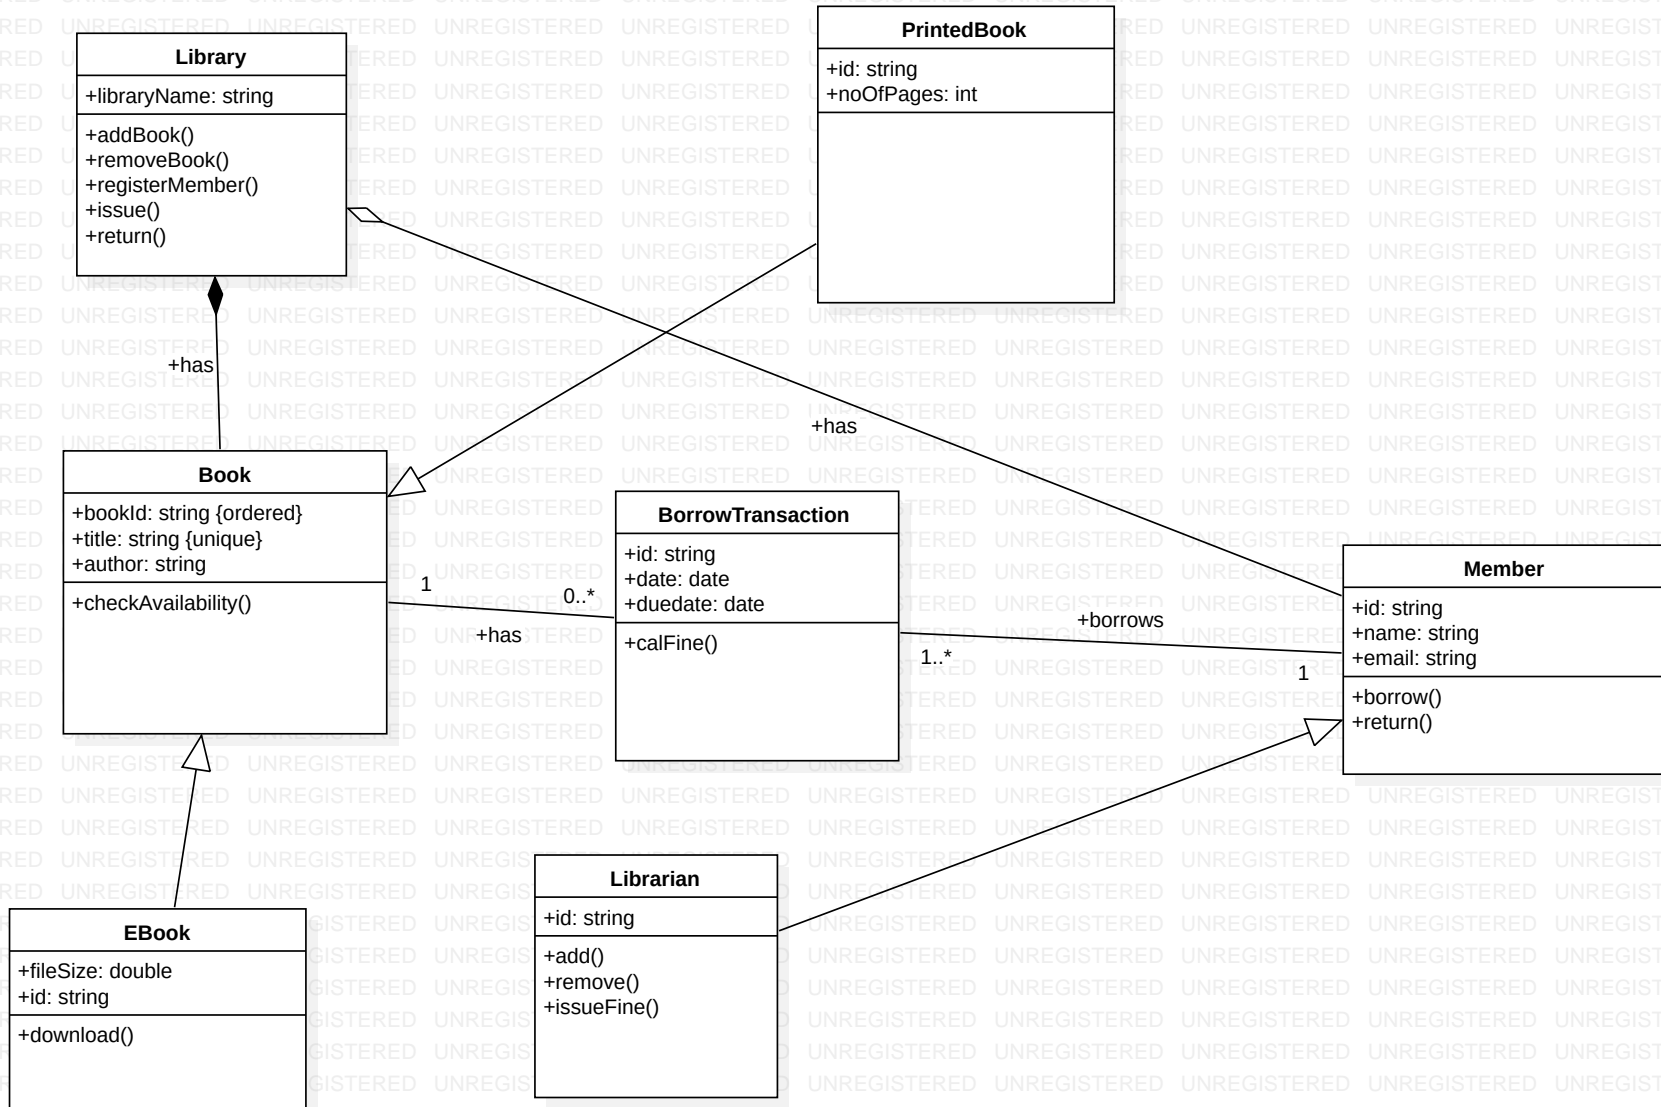 Library
+libraryName: string
+addBook()
+removeBook()
+registerMember()
+issue()
+return()
PrintedBook
+id: string
+noOfPages: int
+has
+has
Book
+bookId: string {ordered}
+title: string {unique}
+author: string
+checkAvailability()
1
0..*
+has
BorrowTransaction
+id: string
+date: date
+duedate: date
+calFine()
+borrows
1..*
1
Member
+id: string
+name: string
+email: string
+borrow()
+return()
EBook
+fileSize: double
+id: string
+download()
Librarian
+id: string
+add()
+remove()
+issueFine()
UNREGISTERED